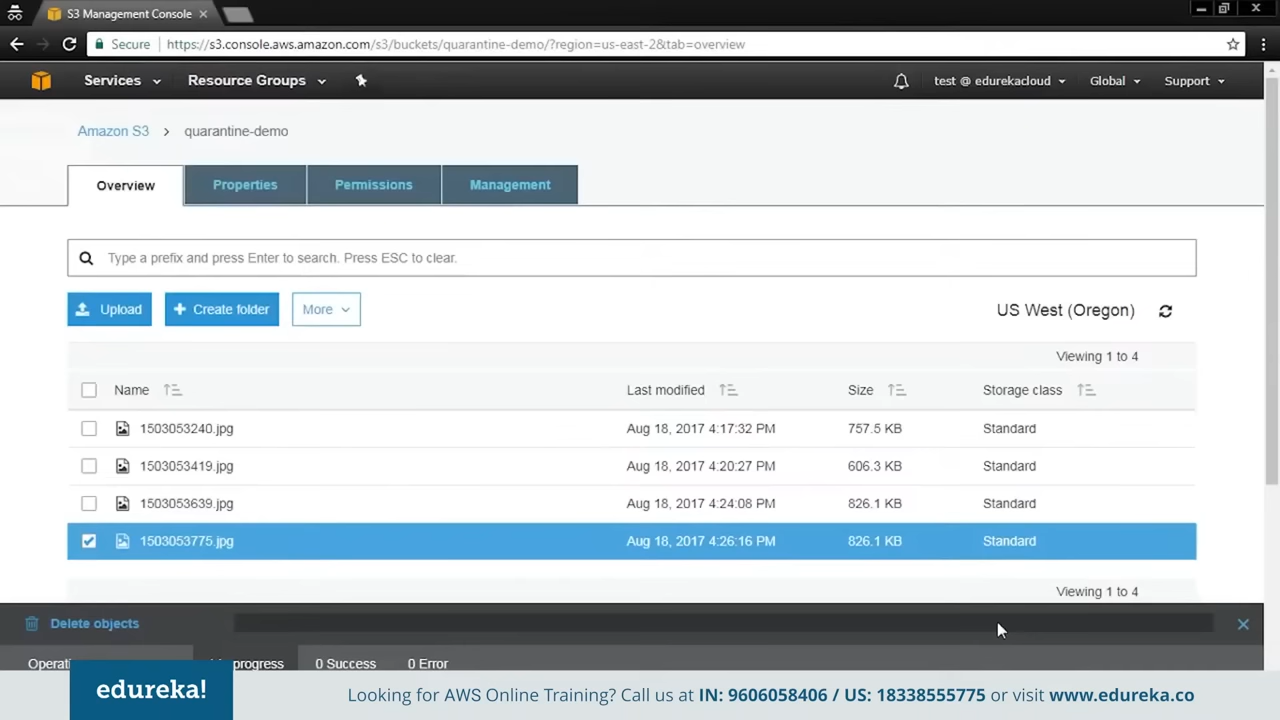 S3 Management Console
Secure https://s3.console.aws.amazon.com/s3/buckets/quarantine-demo/?region=us-east-2&tab=overview
Services Resource Groups test @ edurekacloud Global Support
Amazon S3 > quarantine-demo
Overview Properties Permissions Management
Type a prefix and press Enter to search. Press ESC to clear.
Upload + Create folder More US West (Oregon)
Viewing 1 to 4
Name Last modified Size Storage class
1503053240.jpg Aug 18, 2017 4:17:32 PM 757.5 KB Standard
1503053419.jpg Aug 18, 2017 4:20:27 PM 606.3 KB Standard
1503053639.jpg Aug 18, 2017 4:24:08 PM 826.1 KB Standard
1503053775.jpg Aug 18, 2017 4:26:16 PM 826.1 KB Standard
Viewing 1 to 4
Delete objects
progress 0 Success 0 Error
edureka! Looking for AWS Online Training? Call us at IN: 9606058406 / US: 18338555775 or visit www.edureka.co